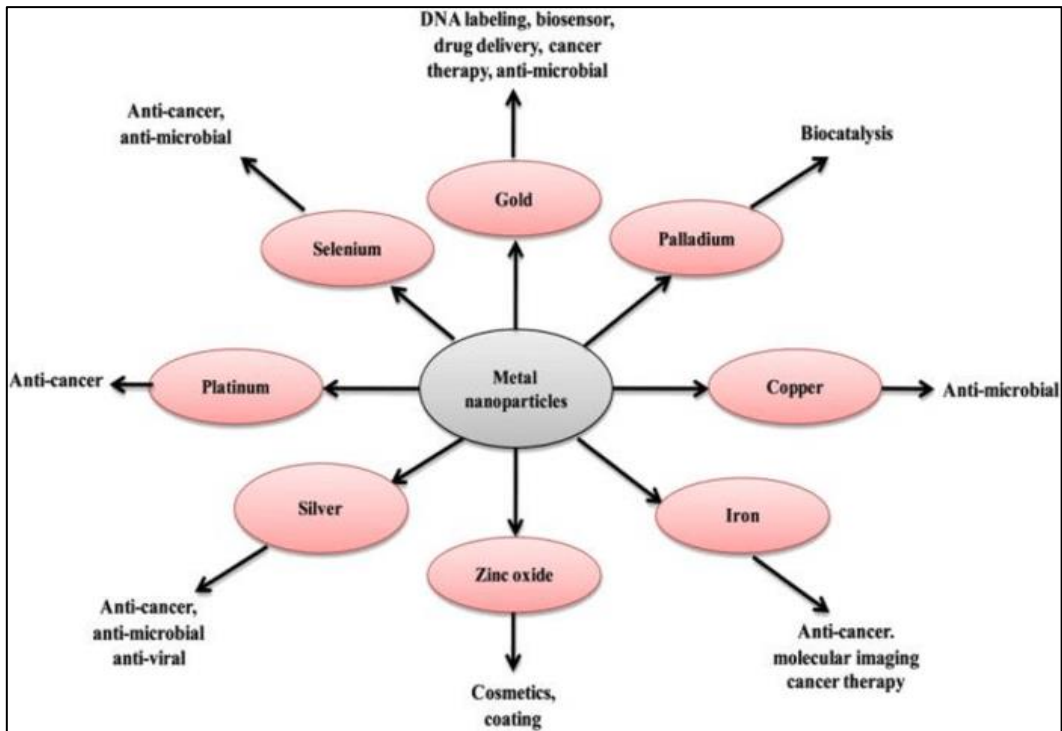 DNA labeling, biosensor,
drug delivery, cancer
therapy, anti-microbial
Anti-cancer,
anti-microbial
Biocatalysis
Gold
Selenium
Palladium
Anti-cancer
Platinum
Metal
nanoparticles
Copper
Anti-microbial
Silver
Iron
Zinc oxide
Anti-cancer,
anti-microbial
anti-viral
Anti-cancer.
molecular imaging
cancer therapy
Cosmetics,
coating